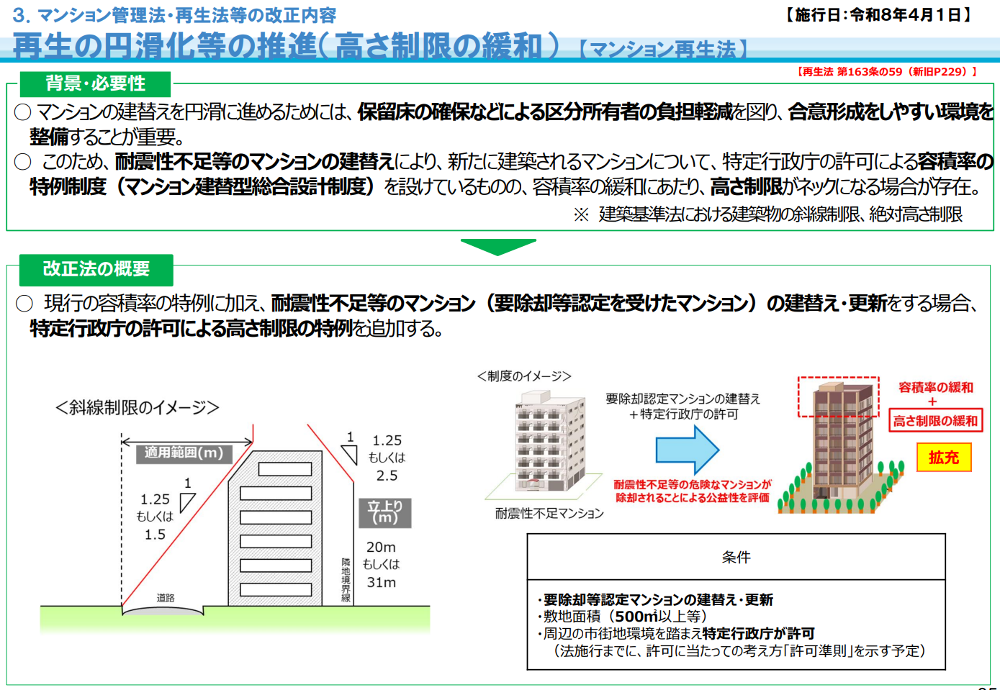 3．マンション管理法・再生法等の改正内容
【施行日：令和8年4月1日】
再生の円滑化等の推進（高さ制限の緩和）【マンション再生法】
【再生法 第163条の59（新旧P229）】
背景・必要性
○ マンションの建替えを円滑に進めるためには、保留床の確保などによる区分所有者の負担軽減を図り、合意形成をしやすい環境を
整備することが重要。
○ このため、耐震性不足等のマンションの建替えにより、新たに建築されるマンションについて、特定行政庁の許可による容積率の
特例制度（マンション建替型総合設計制度）を設けているものの、容積率の緩和にあたり、高さ制限がネックになる場合が存在。
※ 建築基準法における建築物の斜線制限、絶対高さ制限
改正法の概要
○ 現行の容積率の特例に加え、耐震性不足等のマンション（要除却等認定を受けたマンション）の建替え・更新をする場合、
特定行政庁の許可による高さ制限の特例を追加する。
＜斜線制限のイメージ＞
適用範囲(m)
1
1.25
もしくは
1.5
道路
1
1.25
もしくは
2.5
立上り
(m)
20m
もしくは
31m
隣地境界線
＜制度のイメージ＞
耐震性不足マンション
要除却認定マンションの建替え
＋特定行政庁の許可
耐震性不足等の危険なマンションが
除却されることによる公益性を評価
容積率の緩和
＋
高さ制限の緩和
拡充
条件
・要除却等認定マンションの建替え・更新
・敷地面積（500㎡以上等）
・周辺の市街地環境を踏まえ特定行政庁が許可
（法施行までに、許可に当たっての考え方「許可準則」を示す予定）